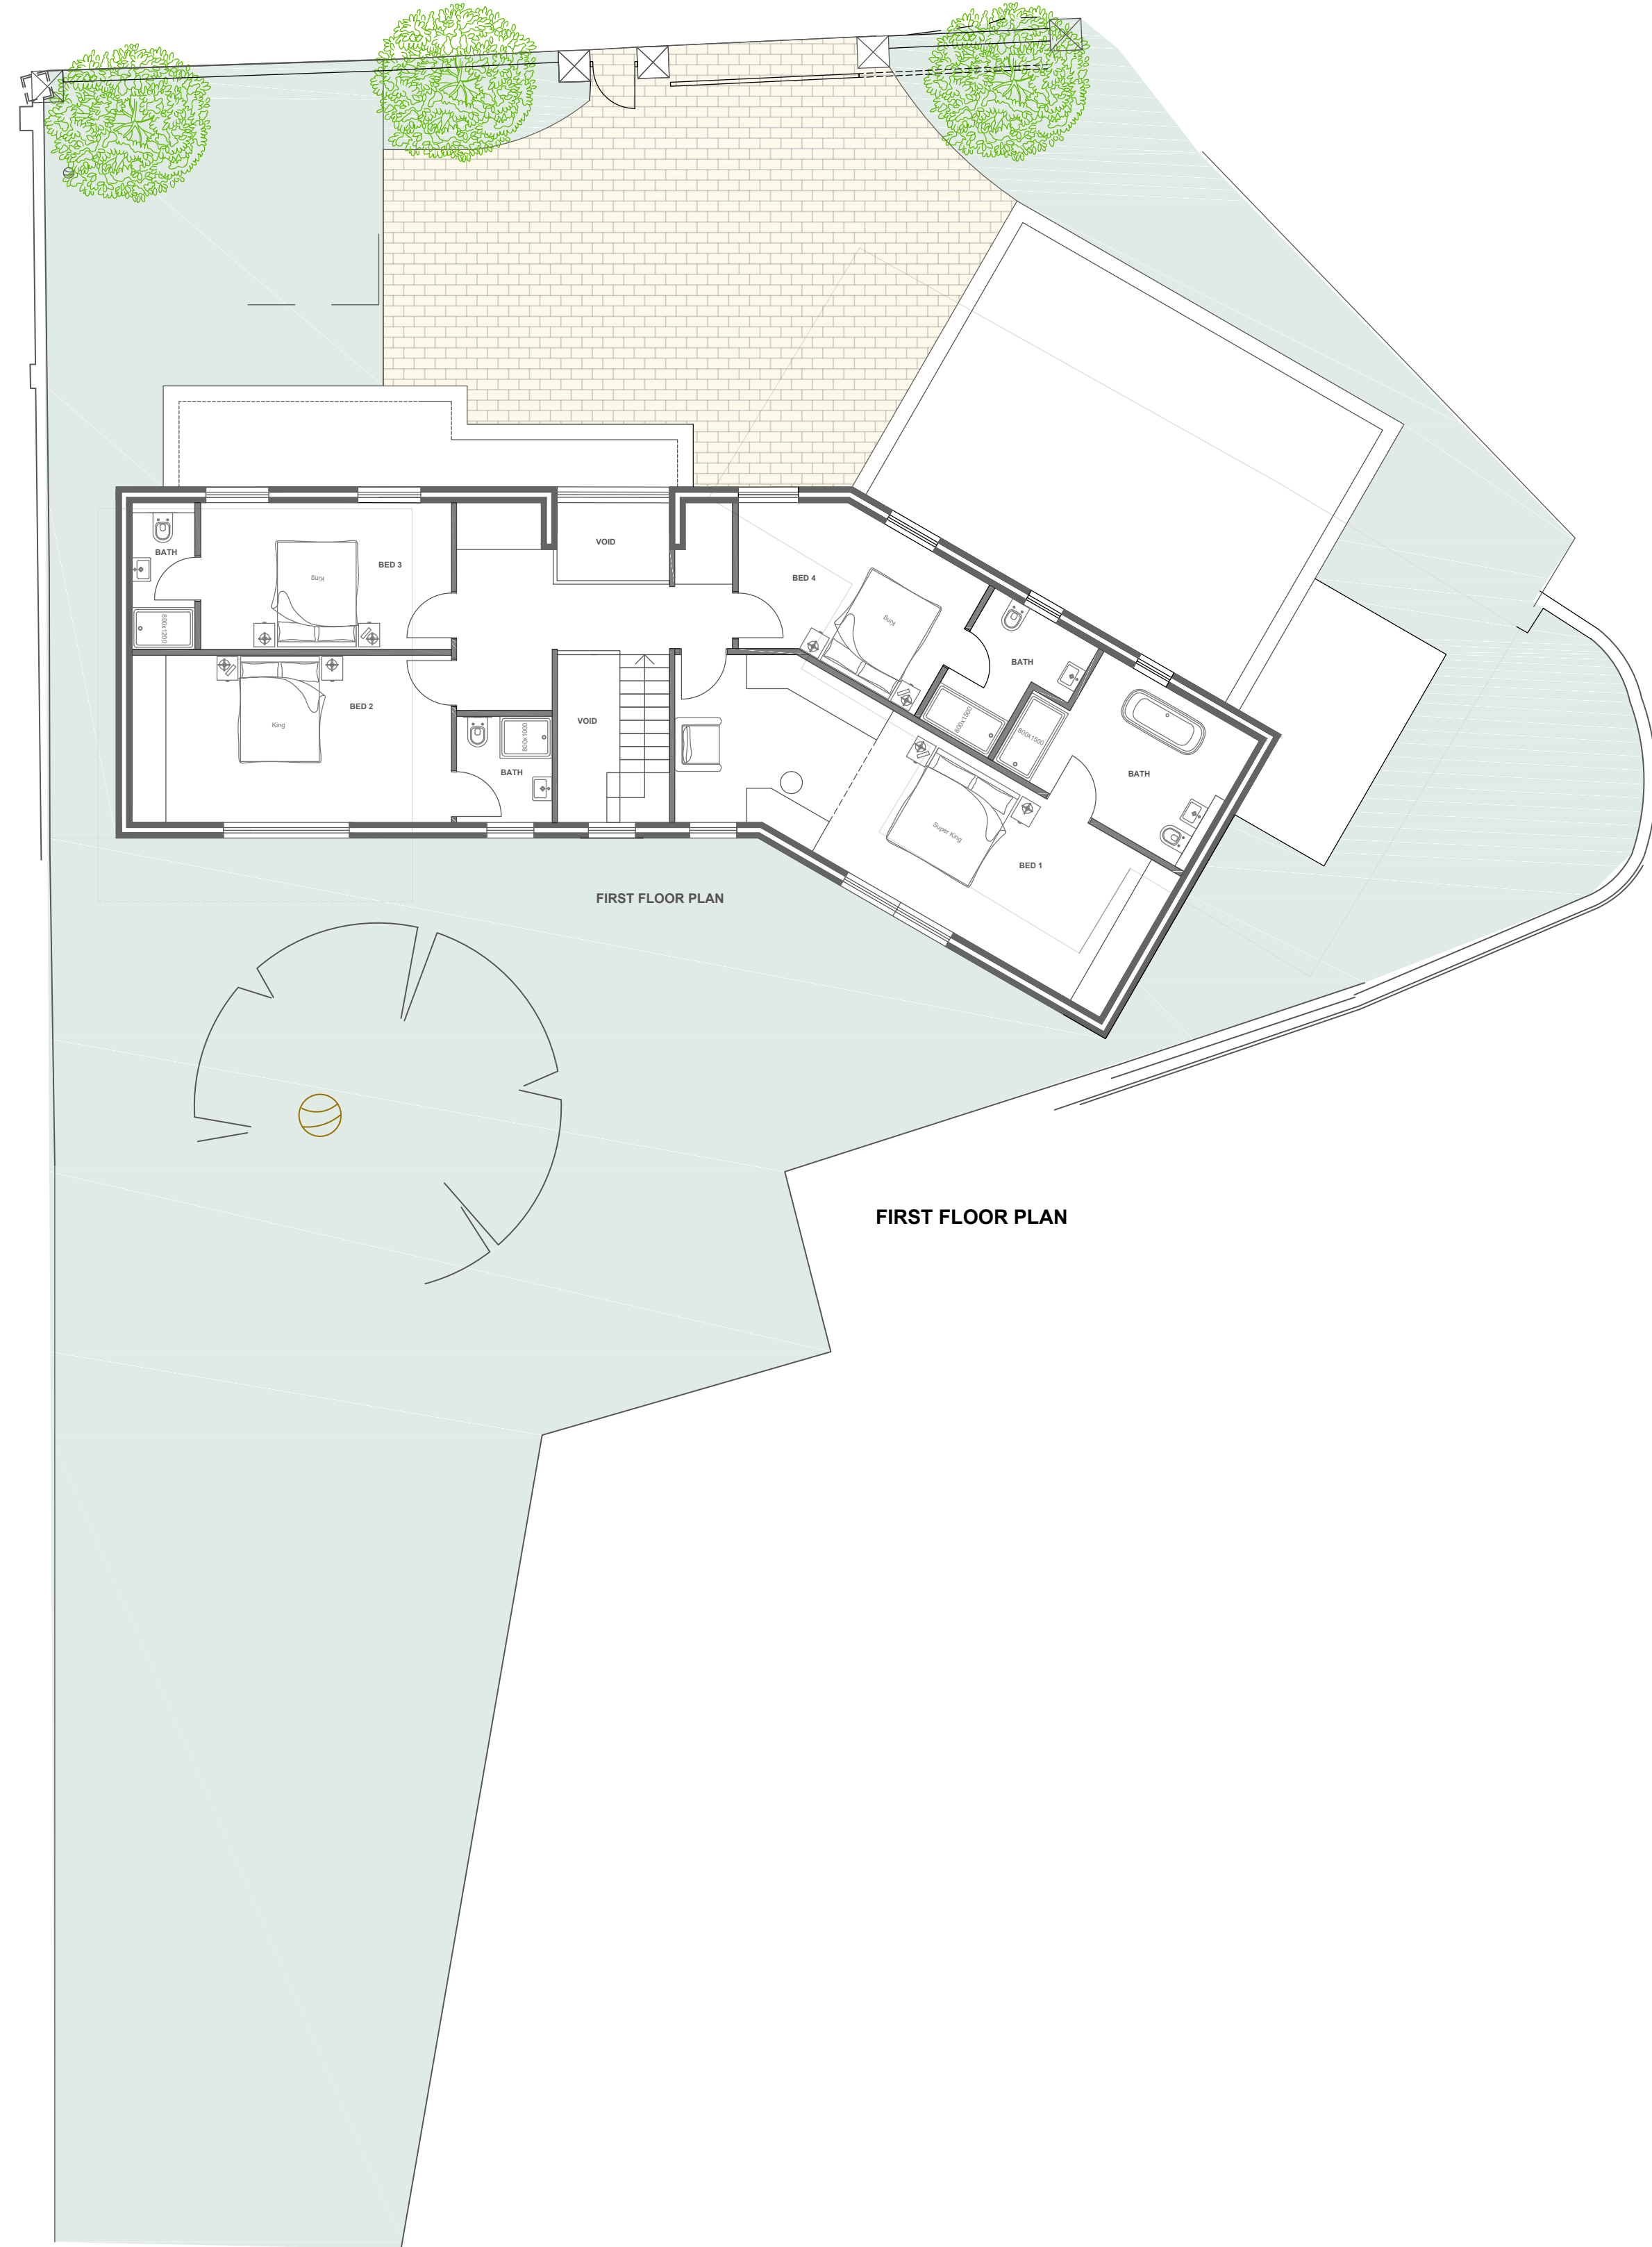 VOID
BATH
BED 3
King
BED 4
King
800x1200
BATH
BED 2
VOID
King
800x1500
800x1000
800x1500
BATH
BATH
Super King
BED 1
FIRST FLOOR PLAN
FIRST FLOOR PLAN